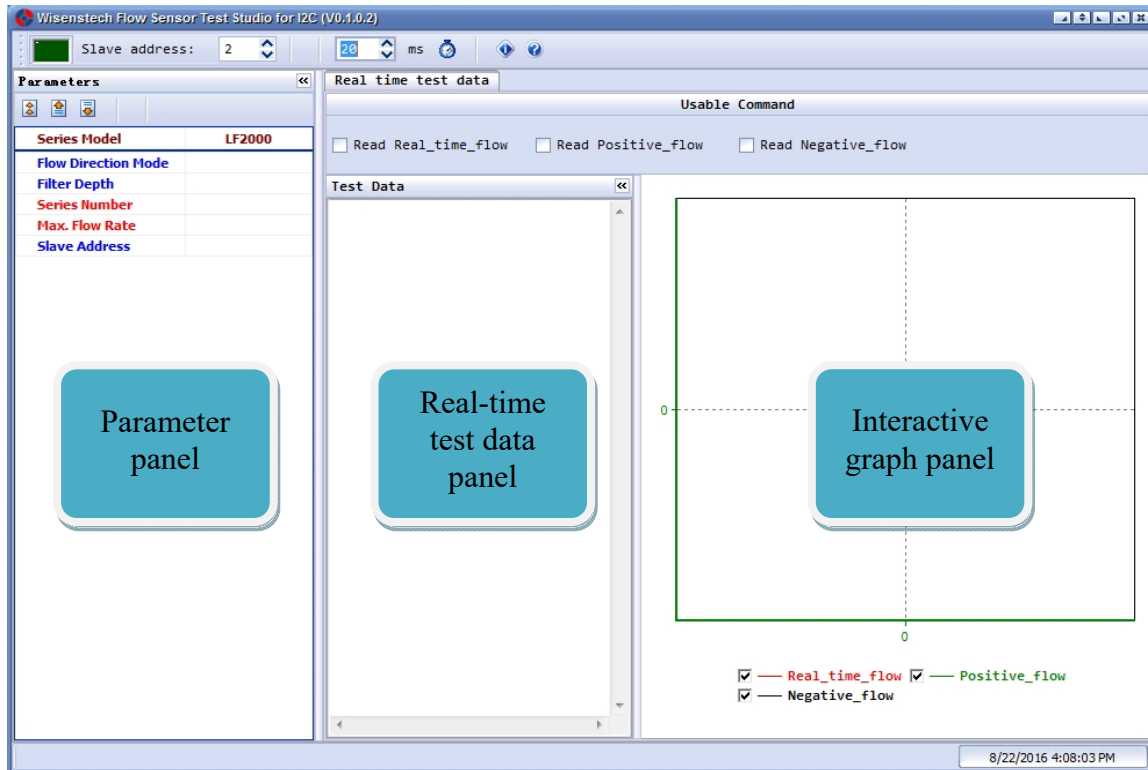 Wisenstech Flow Sensor Test Studio for I2C (V0.1.0.2)
Slave address: 2 20 ms
Parameters
Series Model LF2000
Flow Direction Mode
Filter Depth
Series Number
Max. Flow Rate
Slave Address
Parameter
panel
Real time test data
Usable Command
Read Real_time_flow Read Positive_flow Read Negative_flow
Test Data
Real-time
test data
panel
0
Interactive
graph panel
0
Real_time_flow Positive_flow
Negative_flow
8/22/2016 4:08:03 PM